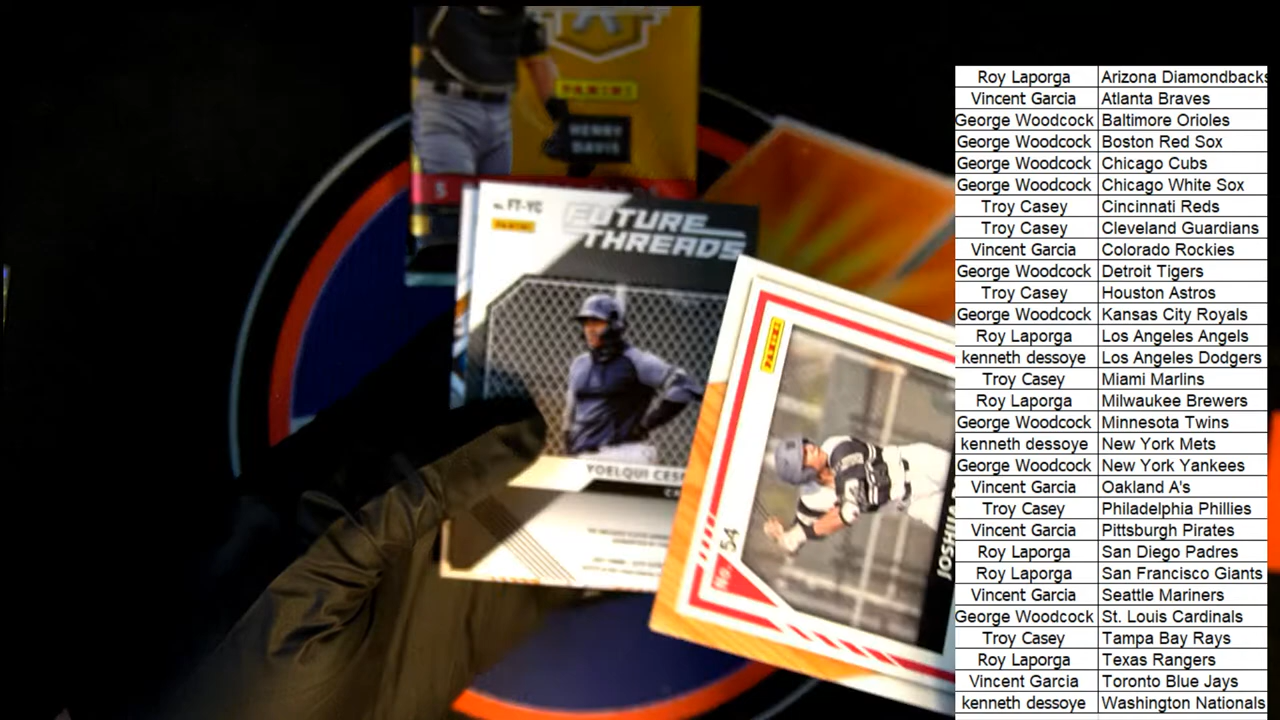 PANINI
HENRY
DAVIS
No. FT-YC
PANINI
FUTURE
THREADS
YOELQUI
PANINI
No. 54
Roy Laporga Arizona Diamondbacks
Vincent Garcia Atlanta Braves
George Woodcock Baltimore Orioles
George Woodcock Boston Red Sox
George Woodcock Chicago Cubs
George Woodcock Chicago White Sox
Troy Casey Cincinnati Reds
Troy Casey Cleveland Guardians
Vincent Garcia Colorado Rockies
George Woodcock Detroit Tigers
Troy Casey Houston Astros
George Woodcock Kansas City Royals
Roy Laporga Los Angeles Angels
kenneth dessoye Los Angeles Dodgers
Troy Casey Miami Marlins
Roy Laporga Milwaukee Brewers
George Woodcock Minnesota Twins
kenneth dessoye New York Mets
George Woodcock New York Yankees
Vincent Garcia Oakland A's
Troy Casey Philadelphia Phillies
Vincent Garcia Pittsburgh Pirates
Roy Laporga San Diego Padres
Roy Laporga San Francisco Giants
Vincent Garcia Seattle Mariners
George Woodcock St. Louis Cardinals
Troy Casey Tampa Bay Rays
Roy Laporga Texas Rangers
Vincent Garcia Toronto Blue Jays
kenneth dessoye Washington Nationals